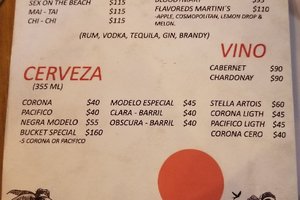 SEX ON THE BEACH $115
MAI - TAI $115
CHI - CHI $115
FLAVOREDS MARTINI´S $110
-APPLE, COSMOPOLITAN, LEMON DROP &
MELON.
(RUM, VODKA, TEQUILA, GIN, BRANDY)
VINO
CABERNET $90
CHARDONAY $90
CERVEZA
(355 ML)
CORONA $40
PACIFICO $40
NEGRA MODELO $55
BUCKET SPECIAL $160
-5 CORONA OR PACIFICO
MODELO ESPECIAL $45
CLARA - BARRIL $40
OBSCURA - BARRIL $40
STELLA ARTOIS $60
CORONA LIGTH $45
PACIFICO LIGTH $45
CORONA CERO $40